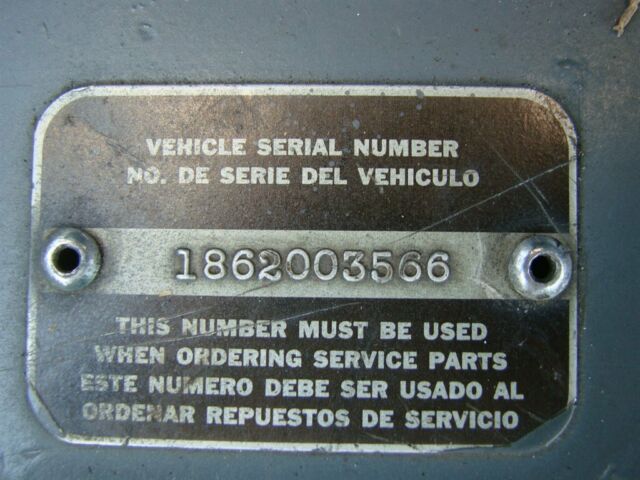 VEHICLE SERIAL NUMBER
NO. DE SERIE DEL VEHICULO
1862003566
THIS NUMBER MUST BE USED
WHEN ORDERING SERVICE PARTS
ESTE NUMERO DEBE SER USADO AL
ORDENAR REPUESTOS DE SERVICIO